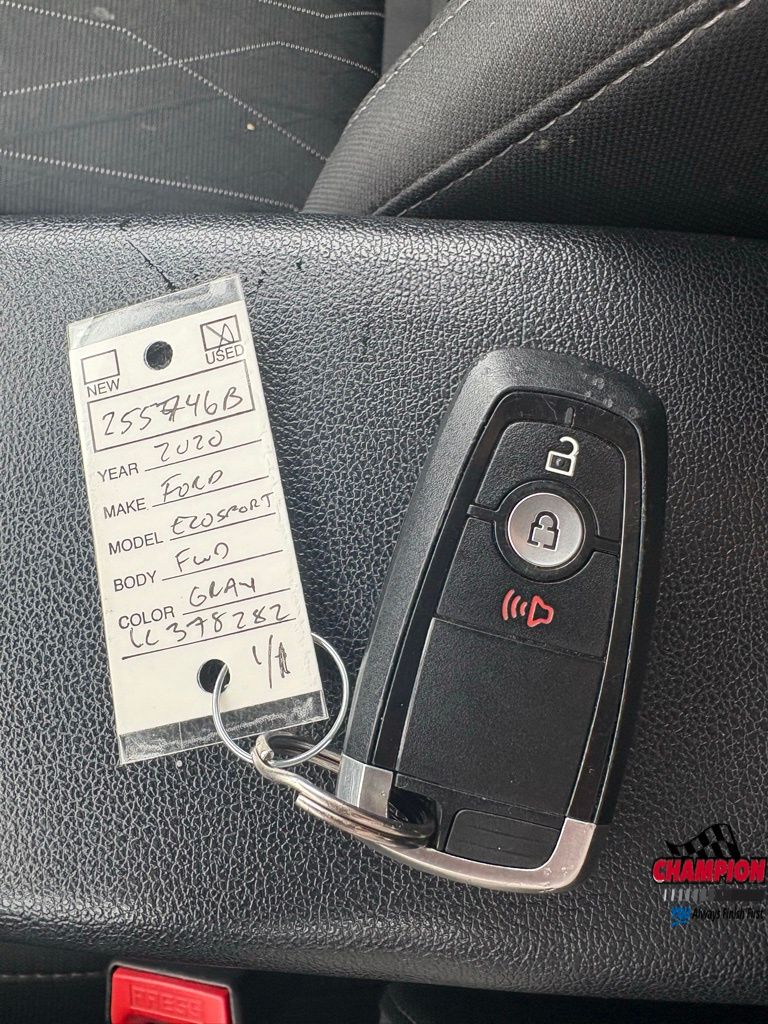 NEW
USED
255746B
YEAR 2020
MAKE FORD
MODEL ECOSPORT
BODY FWD
COLOR GRAY
LC378282
1/1
CHAMPION
Always Finish First.
PRESS